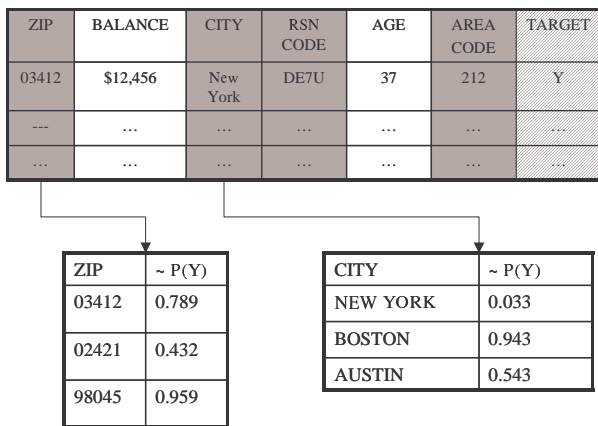 ZIP BALANCE CITY RSN CODE AGE AREA CODE TARGET
03412 $12,456 New York DE7U 37 212 Y
--- ... ... ... ... ... ...
... ... ... ... ... ... ...
ZIP ~ P(Y)
03412 0.789
02421 0.432
98045 0.959
CITY ~ P(Y)
NEW YORK 0.033
BOSTON 0.943
AUSTIN 0.543